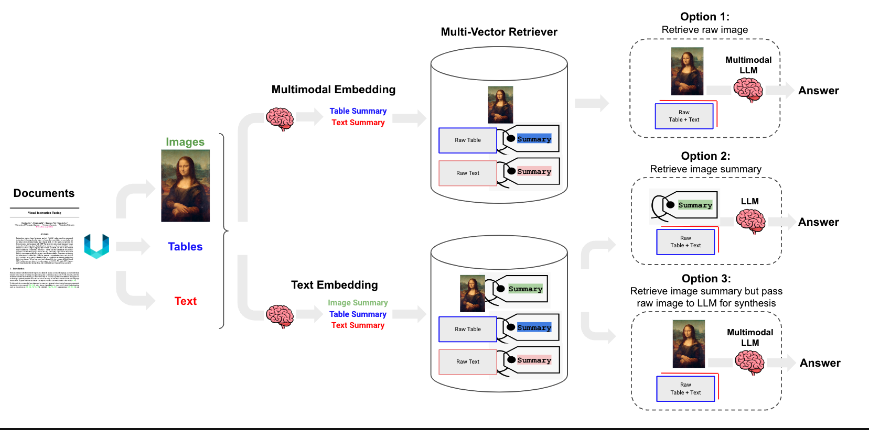 Documents
Visual Instruction Tuning
Images
Tables
Text
Multimodal Embedding
Table Summary
Text Summary
Text Embedding
Image Summary
Table Summary
Text Summary
Multi-Vector Retriever
Raw Table
Summary
Raw Text
Summary
Summary
Raw Table
Summary
Raw Text
Summary
Option 1:
Retrieve raw image
Multimodal
LLM
Raw
Table + Text
Answer
Option 2:
Retrieve image summary
Summary
LLM
Raw
Table + Text
Answer
Option 3:
Retrieve image summary but pass
raw image to LLM for synthesis
Multimodal
LLM
Raw
Table + Text
Answer